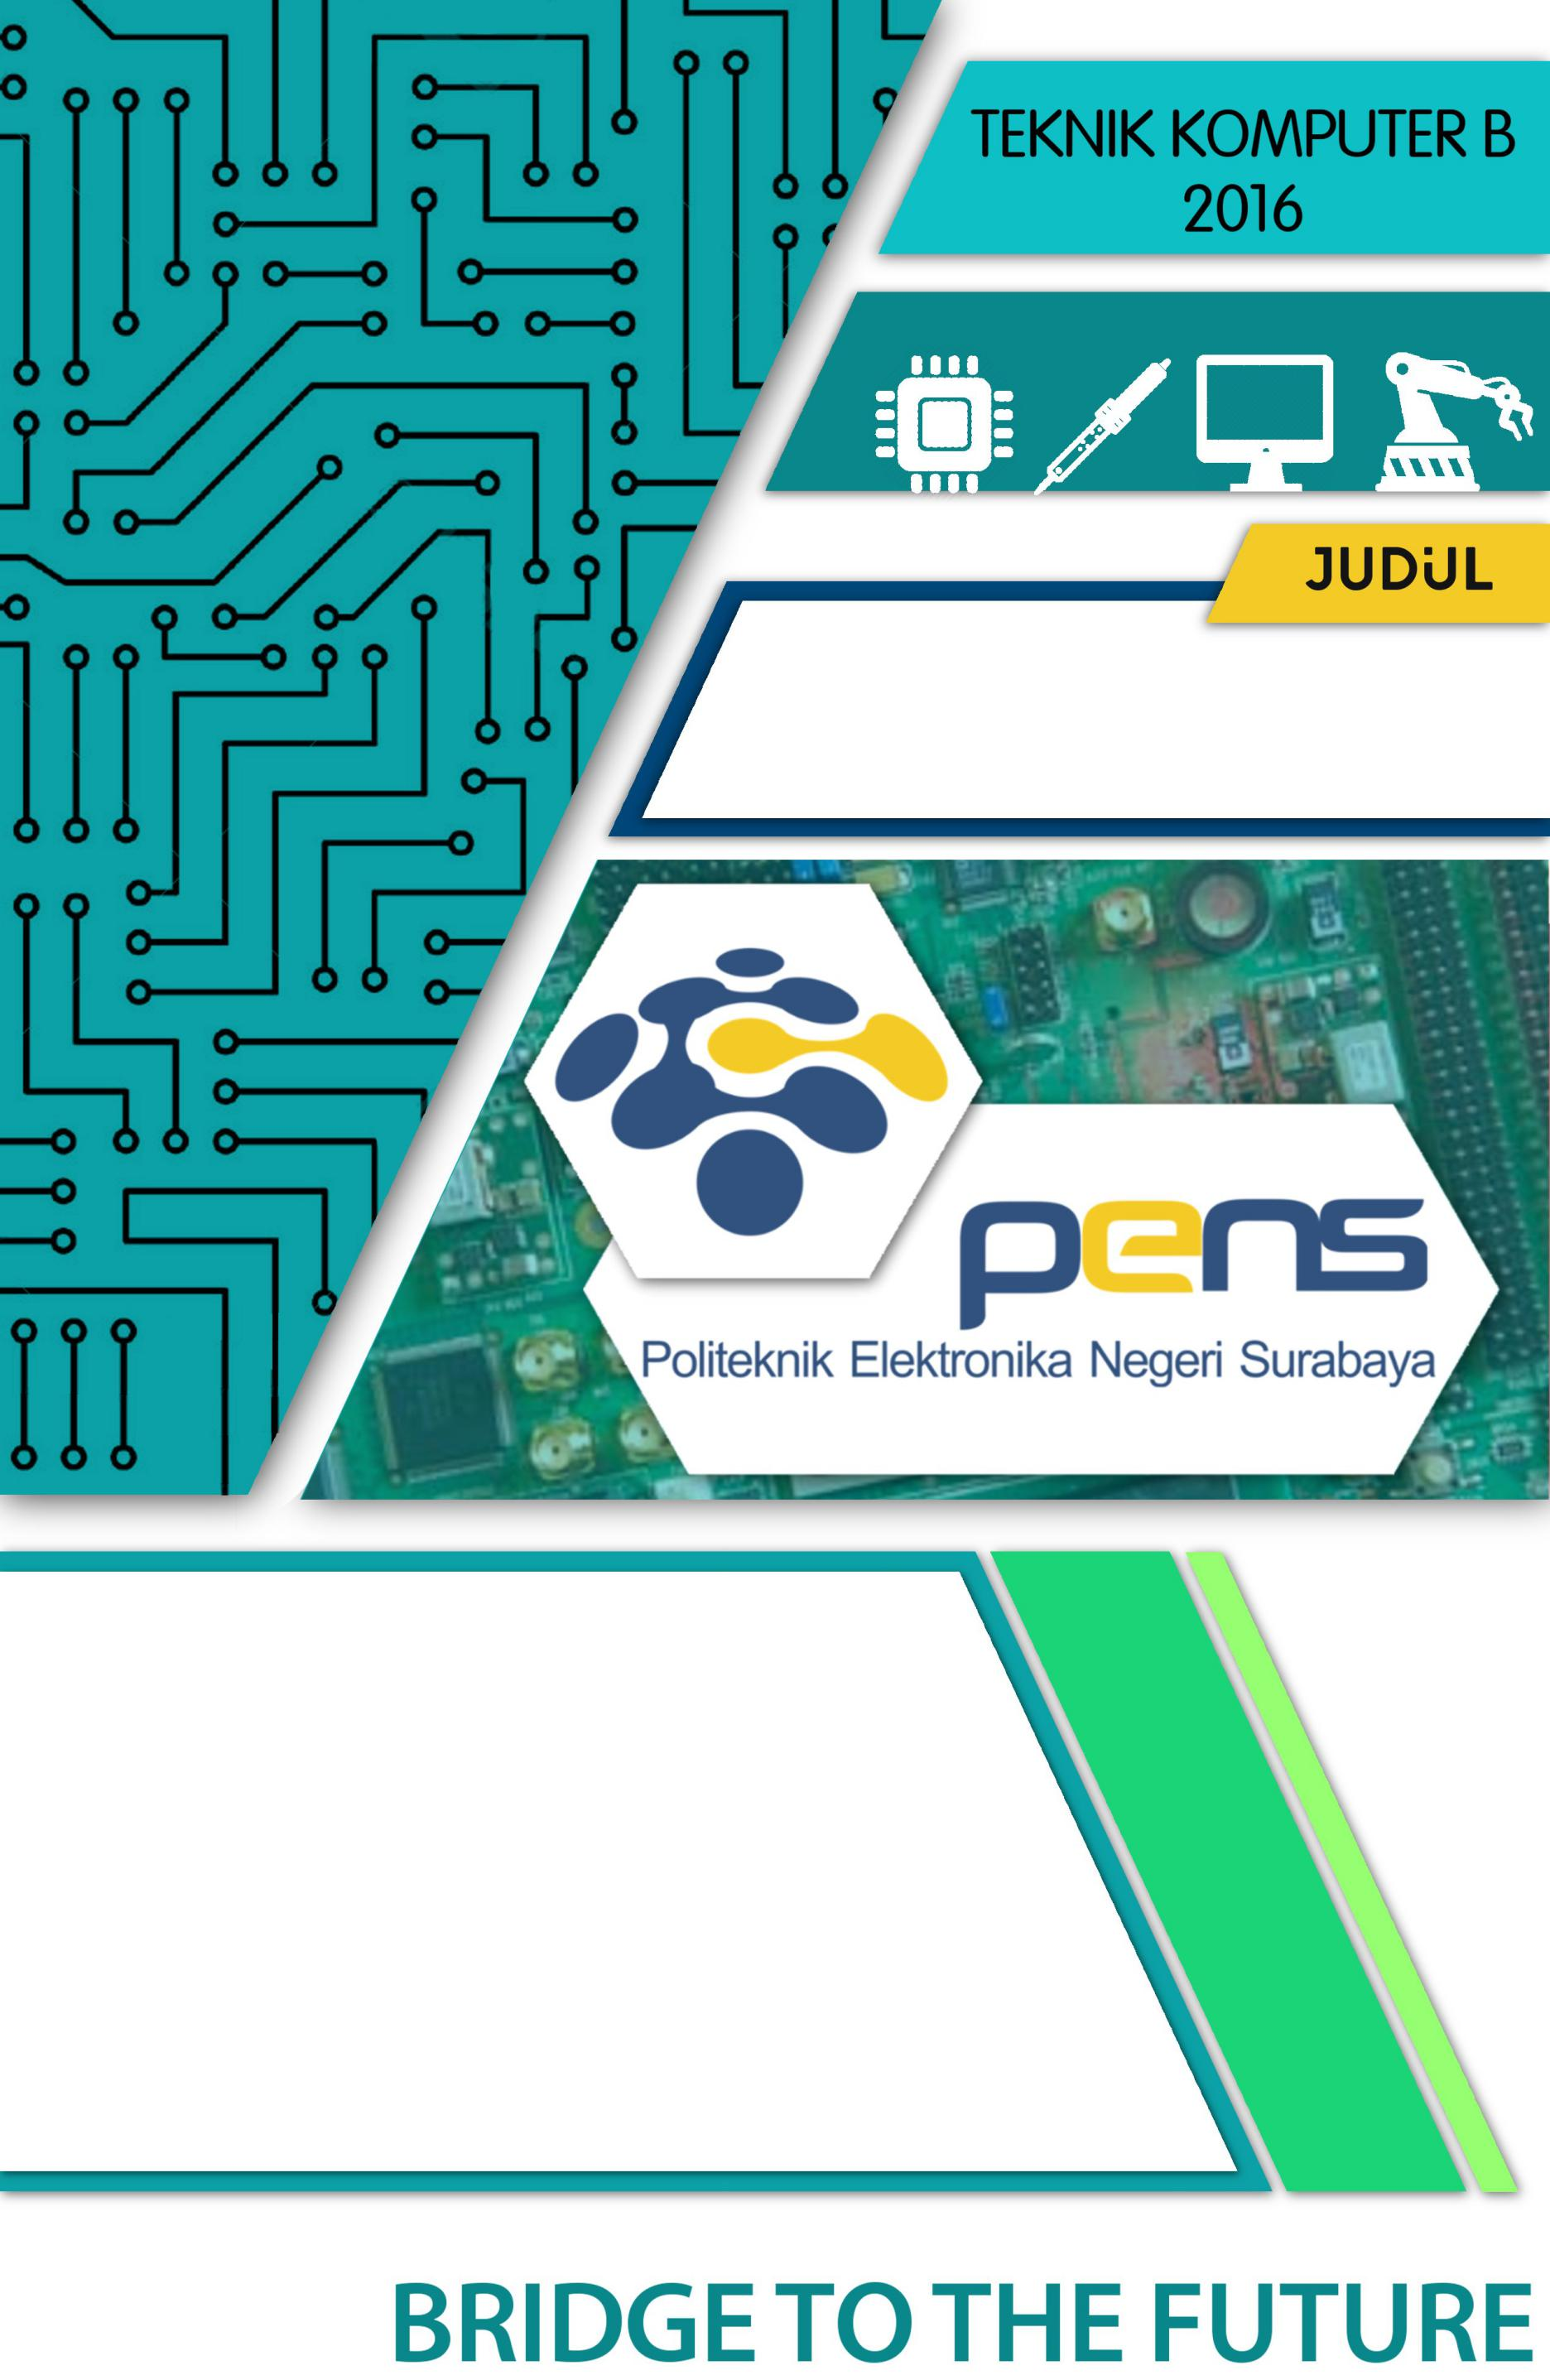 TEKNIK KOMPUTER B
2016
JUDUL
pens
Politeknik Elektronika Negeri Surabaya
BRIDGE TO THE FUTURE